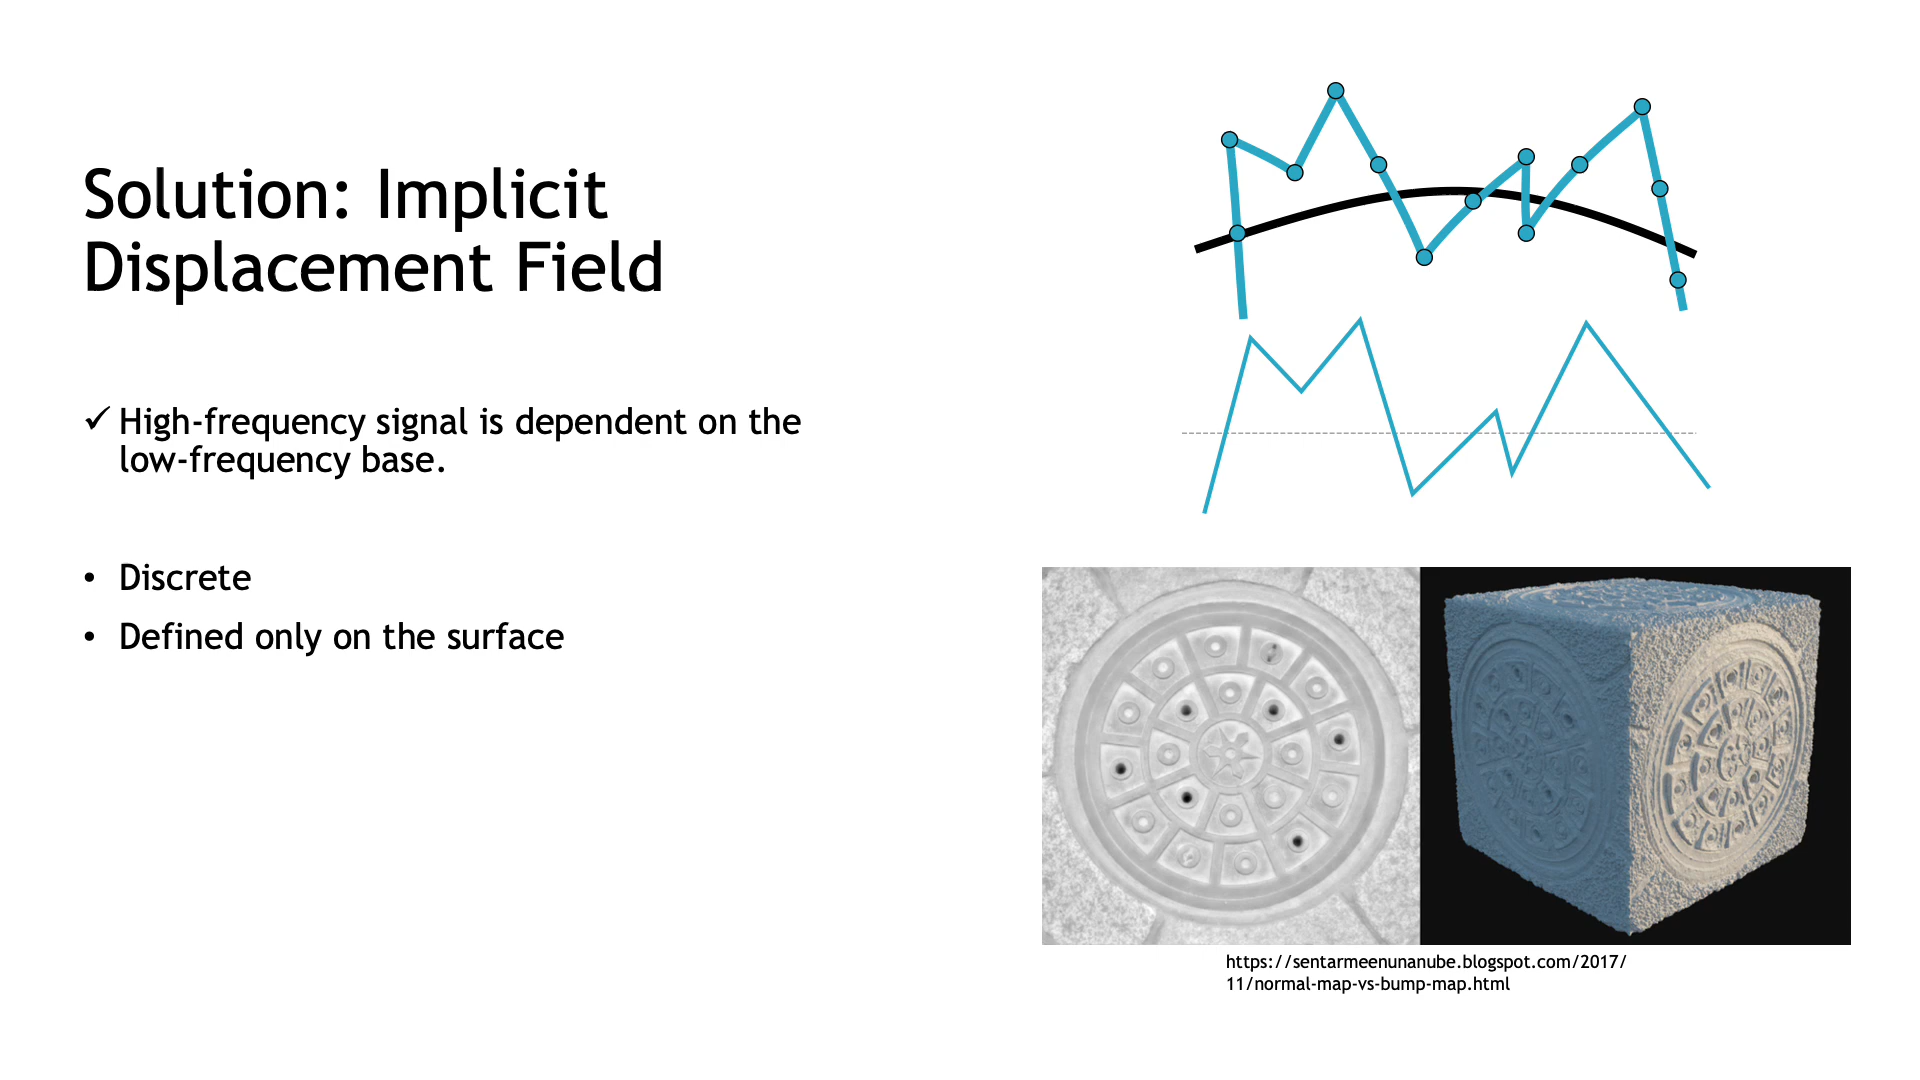 Solution: Implicit
Displacement Field
✓ High-frequency signal is dependent on the
low-frequency base.
• Discrete
• Defined only on the surface
https://sentarmeenunanube.blogspot.com/2017/
11/normal-map-vs-bump-map.html